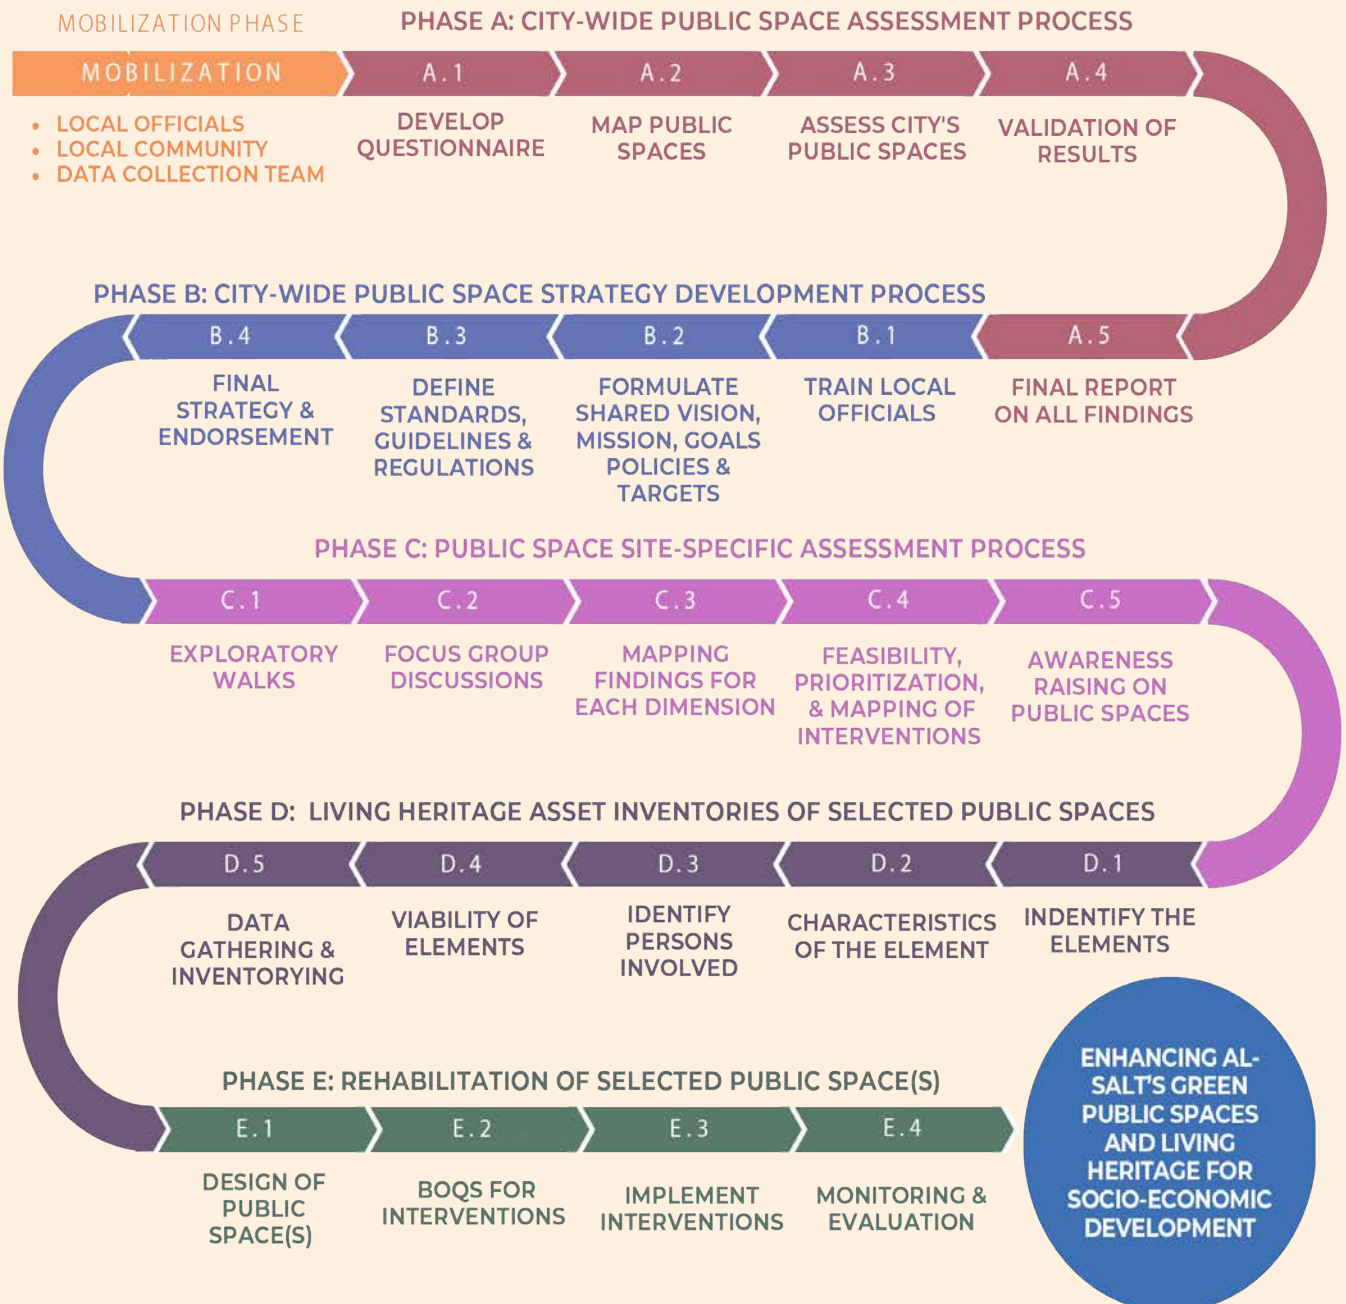 MOBILIZATION PHASE
PHASE A: CITY-WIDE PUBLIC SPACE ASSESSMENT PROCESS
MOBILIZATION
• LOCAL OFFICIALS
• LOCAL COMMUNITY
• DATA COLLECTION TEAM
A.1
DEVELOP
QUESTIONNAIRE
A.2
MAP PUBLIC
SPACES
A.3
ASSESS CITY'S
PUBLIC SPACES
A.4
VALIDATION OF
RESULTS
A.5
FINAL REPORT
ON ALL FINDINGS
PHASE B: CITY-WIDE PUBLIC SPACE STRATEGY DEVELOPMENT PROCESS
B.1
TRAIN LOCAL
OFFICIALS
B.2
FORMULATE
SHARED VISION,
MISSION, GOALS
POLICIES &
TARGETS
B.3
DEFINE
STANDARDS,
GUIDELINES &
REGULATIONS
B.4
FINAL
STRATEGY &
ENDORSEMENT
PHASE C: PUBLIC SPACE SITE-SPECIFIC ASSESSMENT PROCESS
C.1
EXPLORATORY
WALKS
C.2
FOCUS GROUP
DISCUSSIONS
C.3
MAPPING
FINDINGS FOR
EACH DIMENSION
C.4
FEASIBILITY,
PRIORITIZATION,
& MAPPING OF
INTERVENTIONS
C.5
AWARENESS
RAISING ON
PUBLIC SPACES
PHASE D: LIVING HERITAGE ASSET INVENTORIES OF SELECTED PUBLIC SPACES
D.1
INDENTIFY THE
ELEMENTS
D.2
CHARACTERISTICS
OF THE ELEMENT
D.3
IDENTIFY
PERSONS
INVOLVED
D.4
VIABILITY OF
ELEMENTS
D.5
DATA
GATHERING &
INVENTORYING
PHASE E: REHABILITATION OF SELECTED PUBLIC SPACE(S)
E.1
DESIGN OF
PUBLIC
SPACE(S)
E.2
BOQS FOR
INTERVENTIONS
E.3
IMPLEMENT
INTERVENTIONS
E.4
MONITORING &
EVALUATION
ENHANCING AL-
SALT'S GREEN
PUBLIC SPACES
AND LIVING
HERITAGE FOR
SOCIO-ECONOMIC
DEVELOPMENT